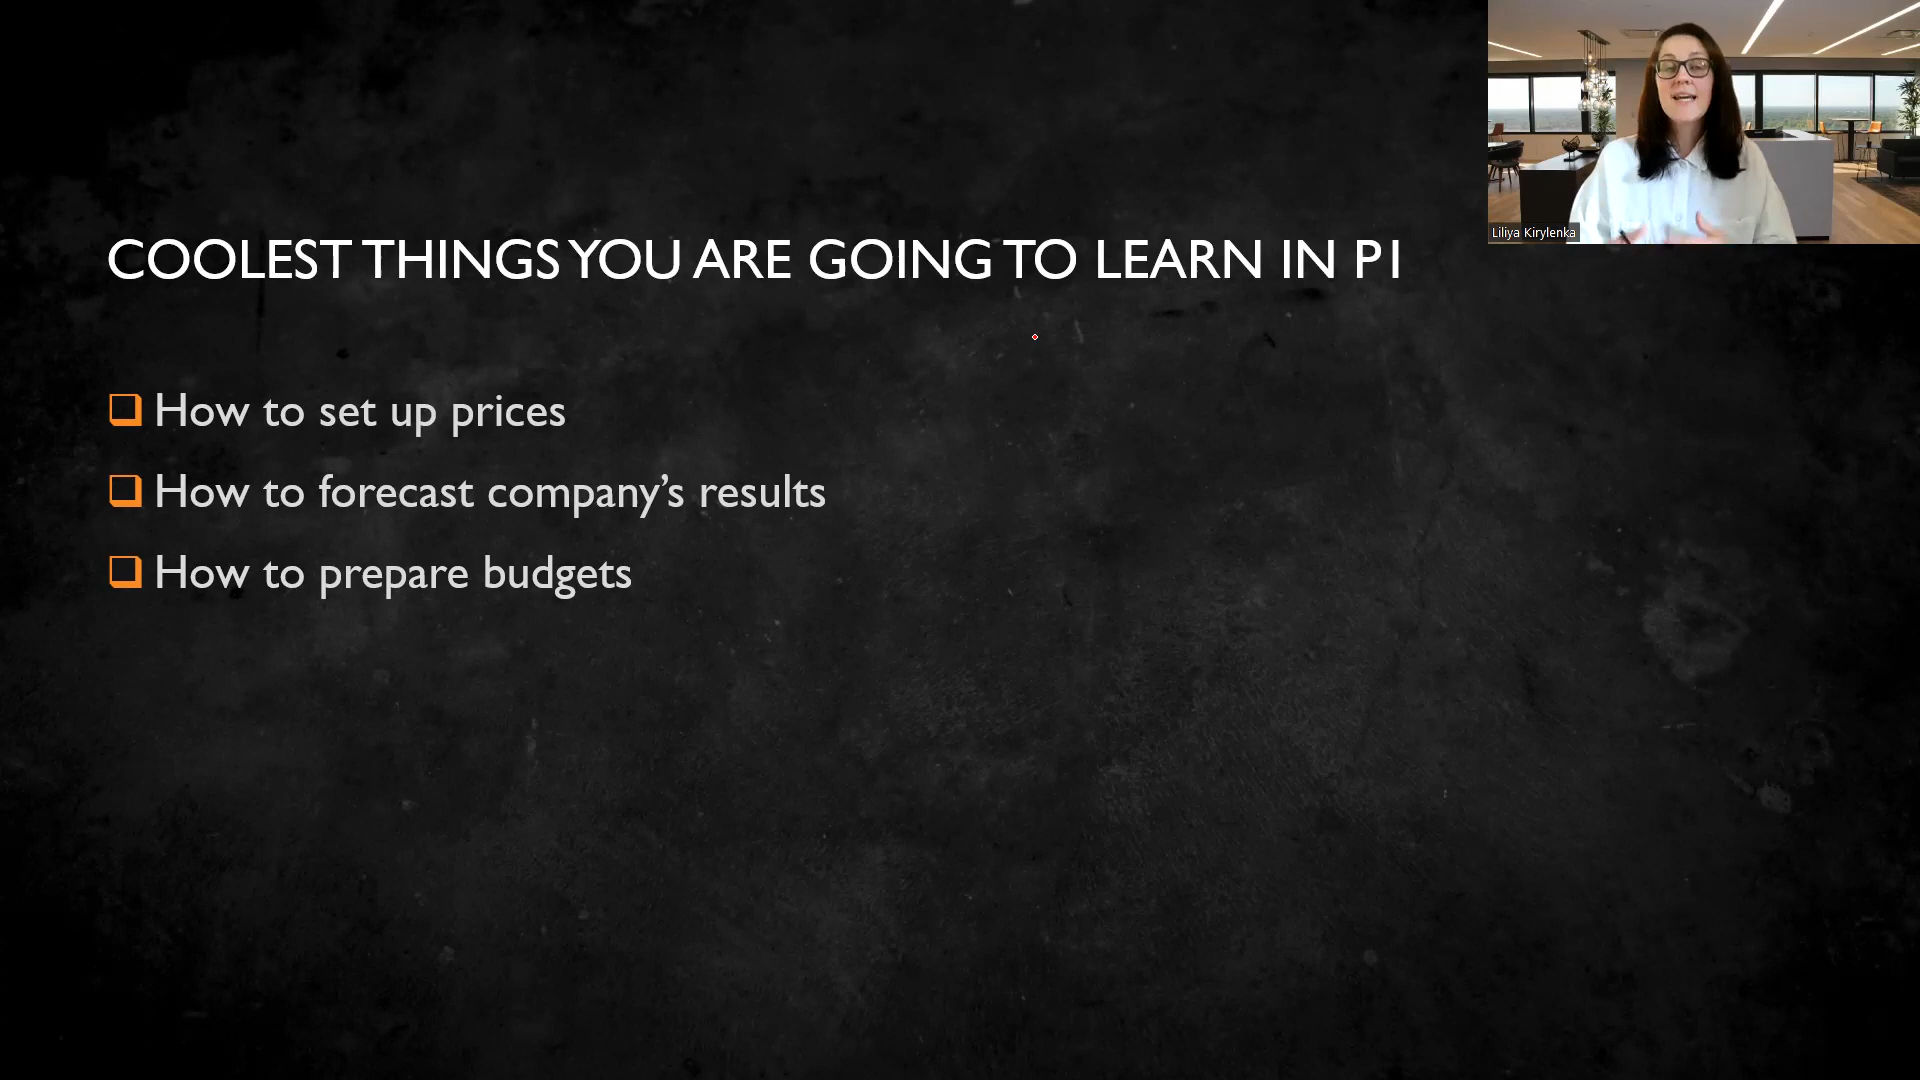 COOLEST THINGS YOU ARE GOING TO LEARN IN P1
How to set up prices
How to forecast company’s results
How to prepare budgets
Liliya Kirylenka